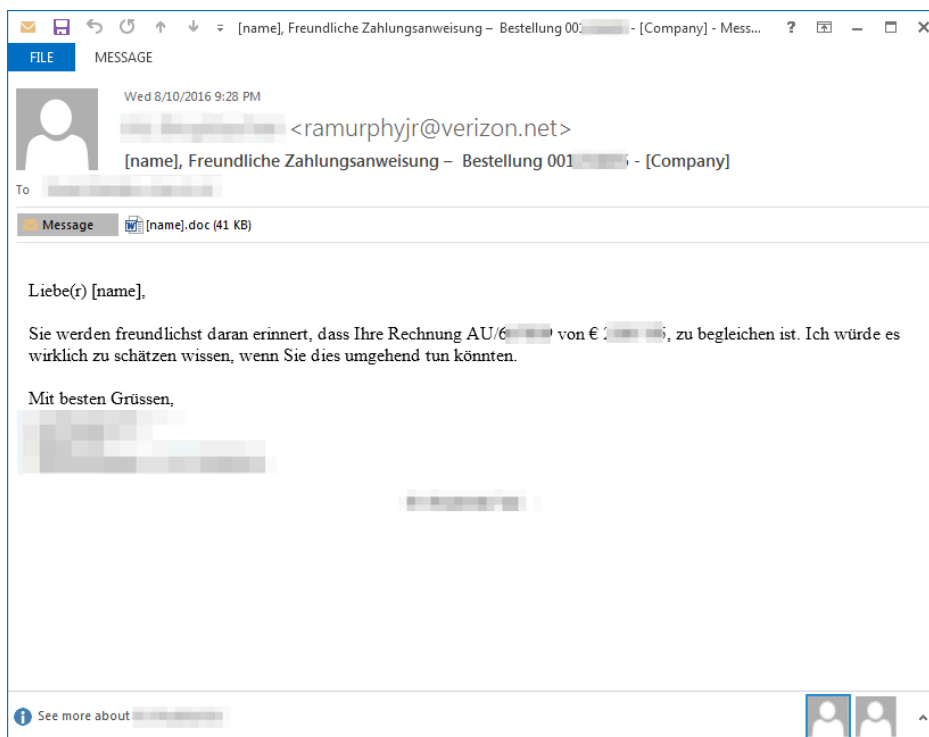 [name], Freundliche Zahlungsanweisung – Bestellung 001 - [Company] - Mess... ?
FILE MESSAGE
Wed 8/10/2016 9:28 PM
<ramurphyjr@verizon.net>
[name], Freundliche Zahlungsanweisung – Bestellung 001 - [Company]
To
Message [name].doc (41 KB)
Liebe(r) [name],
Sie werden freundlichst daran erinnert, dass Ihre Rechnung AU/6 von € , zu begleichen ist. Ich würde es
wirklich zu schätzen wissen, wenn Sie dies umgehend tun könnten.
Mit besten Grüssen,
See more about